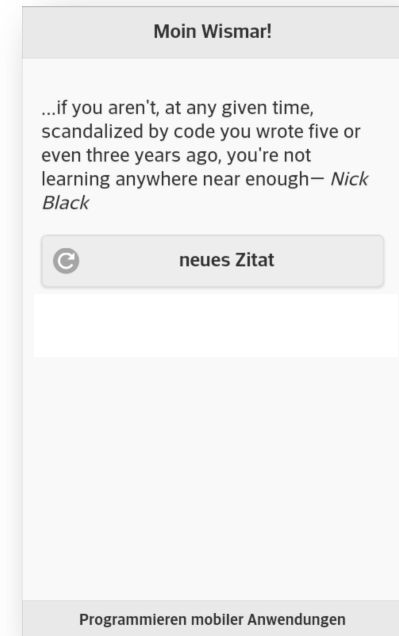 Moin Wismar!
...if you aren't, at any given time,
scandalized by code you wrote five or
even three years ago, you're not
learning anywhere near enough— Nick
Black
neues Zitat
Programmieren mobiler Anwendungen